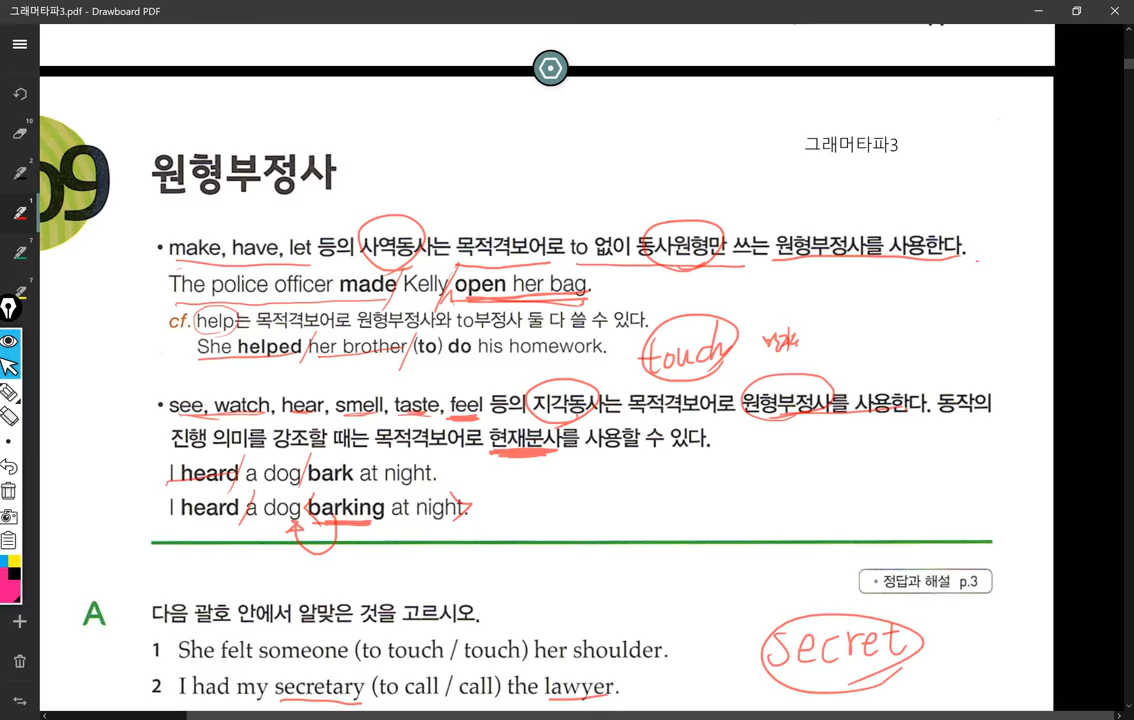 그래머타파3.pdf - Drawboard PDF
그래머타파3
09
원형부정사
• make, have, let 등의 사역동사는 목적격보어로 to 없이 동사원형만 쓰는 원형부정사를 사용한다.
The police officer made Kelly open her bag.
cf. help는 목적격보어로 원형부정사와 to부정사 둘 다 쓸 수 있다.
She helped her brother (to) do his homework.
touch
• see, watch, hear, smell, taste, feel 등의 지각동사는 목적격보어로 원형부정사를 사용한다. 동작의
진행 의미를 강조할 때는 목적격보어로 현재분사를 사용할 수 있다.
I heard a dog bark at night.
I heard a dog barking at night.
• 정답과 해설 p.3
A 다음 괄호 안에서 알맞은 것을 고르시오.
1 She felt someone (to touch / touch) her shoulder.
secret
2 I had my secretary (to call / call) the lawyer.
10
2
1
7
7